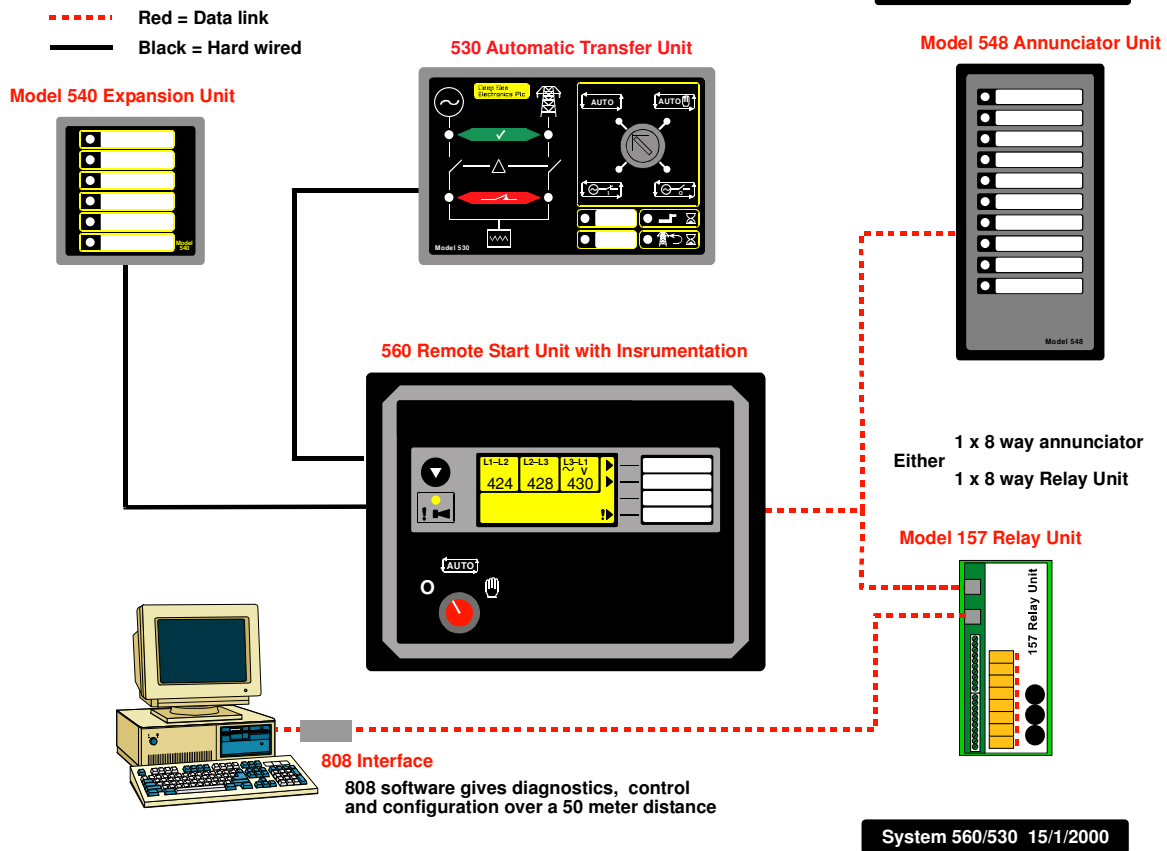 Red = Data link
Black = Hard wired
530 Automatic Transfer Unit
Model 548 Annunciator Unit
Model 540 Expansion Unit
Deep Sea
Electronics Plc
AUTO
AUTO
Model
540
Model 530
Model 548
560 Remote Start Unit with Insrumentation
L1–L2
L2–L3
L3–L1
V
424
428
430
!
!
AUTO
O
Either
1 x 8 way annunciator
1 x 8 way Relay Unit
Model 157 Relay Unit
157 Relay Unit
808 Interface
808 software gives diagnostics, control
and configuration over a 50 meter distance
System 560/530 15/1/2000